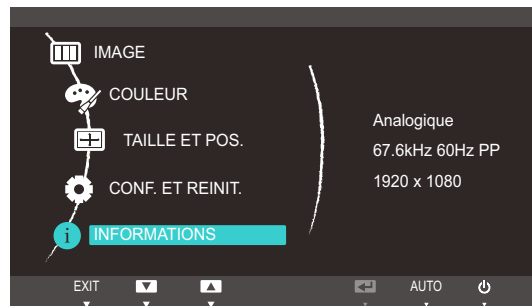 IMAGE
COULEUR
TAILLE ET POS.
CONF. ET REINIT.
INFORMATIONS
Analogique
67.6kHz 60Hz PP
1920 x 1080
EXIT
AUTO